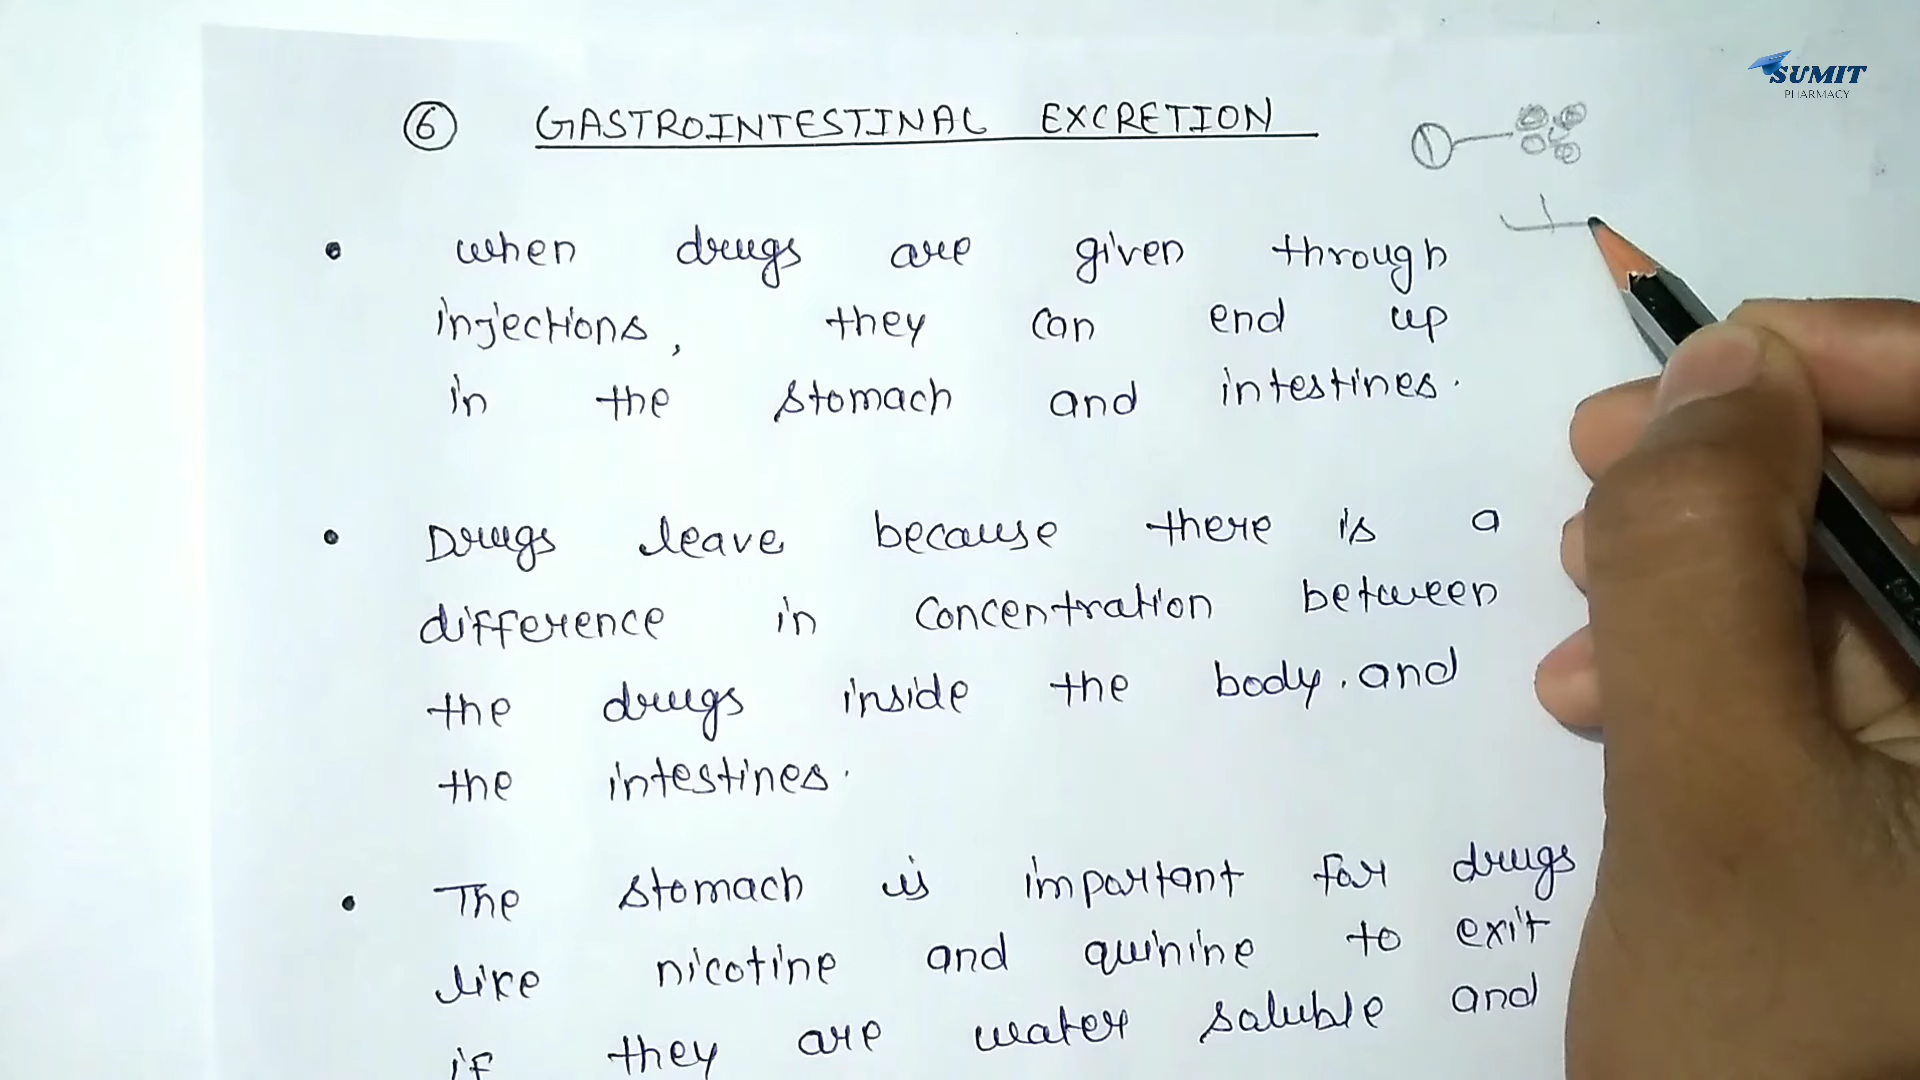 SUMIT
PHARMACY
6 GASTROINTESTINAL EXCRETION
• when drugs are given through
injections, they can end up
in the stomach and intestines.
• Drugs leave because there is a
difference in concentration between
the drugs inside the body. and
the intestines.
• The stomach is important for drugs
like nicotine and quinine to exit
if they are water soluble and